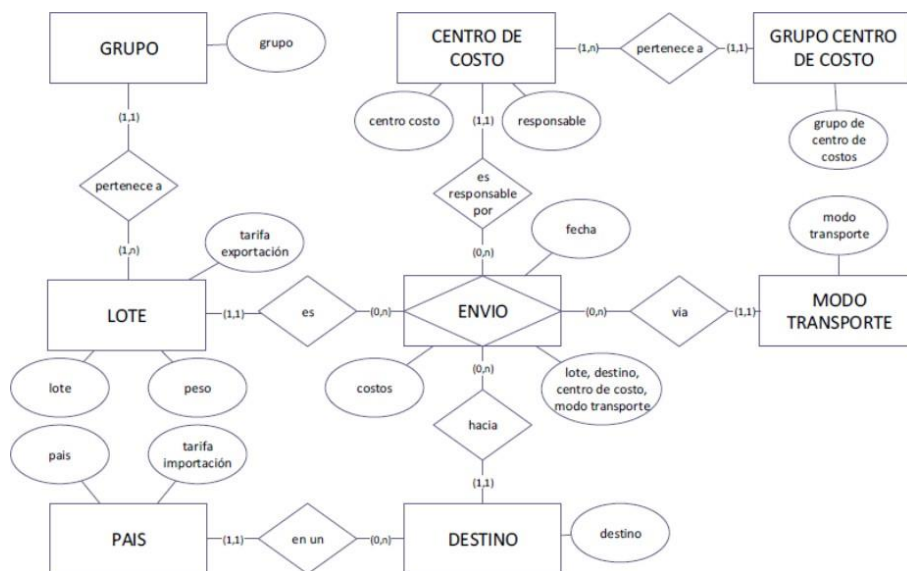 GRUPO
grupo
CENTRO DE
COSTO
(1,n)
pertenece a
(1,1)
GRUPO CENTRO
DE COSTO
centro costo
(1,1)
responsable
grupo de
centro de
costos
(1,1)
pertenece a
(1,n)
es
responsable
por
(0,n)
tarifa
exportación
fecha
modo
transporte
LOTE
(1,1)
es
(0,n)
ENVIO
(0,n)
via
(1,1)
MODO
TRANSPORTE
lote
peso
costos
(0,n)
lote, destino,
centro de costo,
modo transporte
hacia
(1,1)
pais
tarifa
importación
PAIS
(1,1)
en un
(0,n)
DESTINO
destino